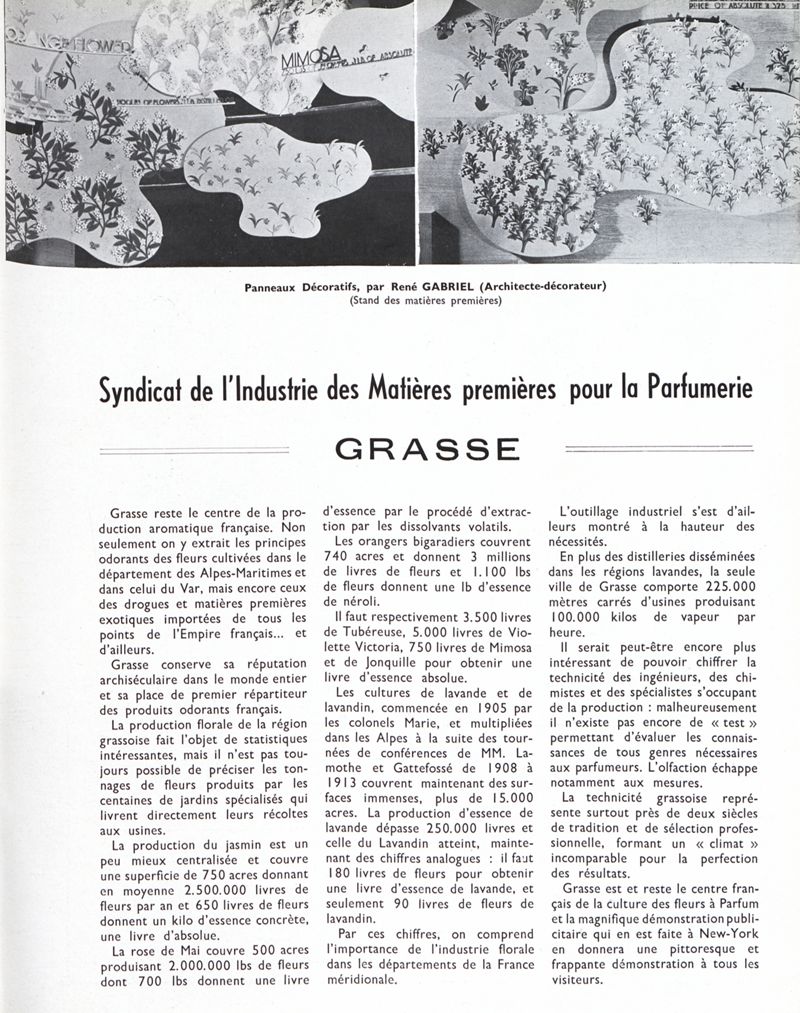 MIMOSA
PRICE OF ABSOLUTE $ 325
Panneaux Décoratifs, par René GABRIEL (Architecte-décorateur)
(Stand des matières premières)
Syndicat de l'Industrie des Matières premières pour la Parfumerie
GRASSE
Grasse reste le centre de la pro-
duction aromatique française. Non
seulement on y extrait les principes
odorants des fleurs cultivées dans le
département des Alpes-Maritimes et
dans celui du Var, mais encore ceux
des drogues et matières premières
exotiques importées de tous les
points de l'Empire français... et
d'ailleurs.
Grasse conserve sa réputation
archiséculaire dans le monde entier
et sa place de premier répartiteur
des produits odorants français.
La production florale de la région
grassoise fait l'objet de statistiques
intéressantes, mais il n'est pas tou-
jours possible de préciser les ton-
nages de fleurs produits par les
centaines de jardins spécialisés qui
livrent directement leurs récoltes
aux usines.
La production du jasmin est un
peu mieux centralisée et couvre
une superficie de 750 acres donnant
en moyenne 2.500.000 livres de
fleurs par an et 650 livres de fleurs
donnent un kilo d'essence concrète,
une livre d'absolue.
La rose de Mai couvre 500 acres
produisant 2.000.000 lbs de fleurs
dont 700 lbs donnent une livre
d'essence par le procédé d'extrac-
tion par les dissolvants volatils.
Les orangers bigaradiers couvrent
740 acres et donnent 3 millions
de livres de fleurs et 1.100 lbs
de fleurs donnent une lb d'essence
de néroli.
Il faut respectivement 3.500 livres
de Tubéreuse, 5.000 livres de Vio-
lette Victoria, 750 livres de Mimosa
et de Jonquille pour obtenir une
livre d'essence absolue.
Les cultures de lavande et de
lavandin, commencée en 1905 par
les colonels Marie, et multipliées
dans les Alpes à la suite des tour-
nées de conférences de MM. La-
mothe et Gattefossé de 1908 à
1913 couvrent maintenant des sur-
faces immenses, plus de 15.000
acres. La production d'essence de
lavande dépasse 250.000 livres et
celle du Lavandin atteint, mainte-
nant des chiffres analogues : il faut
180 livres de fleurs pour obtenir
une livre d'essence de lavande, et
seulement 90 livres de fleurs de
lavandin.
Par ces chiffres, on comprend
l'importance de l'industrie florale
dans les départements de la France
méridionale.
L'outillage industriel s'est d'ail-
leurs montré à la hauteur des
nécessités.
En plus des distilleries disséminées
dans les régions lavandes, la seule
ville de Grasse comporte 225.000
mètres carrés d'usines produisant
100.000 kilos de vapeur par
heure.
Il serait peut-être encore plus
intéressant de pouvoir chiffrer la
technicité des ingénieurs, des chi-
mistes et des spécialistes s'occupant
de la production : malheureusement
il n'existe pas encore de « test »
permettant d'évaluer les connais-
sances de tous genres nécessaires
aux parfumeurs. L'olfaction échappe
notamment aux mesures.
La technicité grassoise repré-
sente surtout près de deux siècles
de tradition et de sélection profes-
sionnelle, formant un « climat »
incomparable pour la perfection
des résultats.
Grasse est et reste le centre fran-
çais de la culture des fleurs à Parfum
et la magnifique démonstration publi-
citaire qui en est faite à New-York
en donnera une pittoresque et
frappante démonstration à tous les
visiteurs.